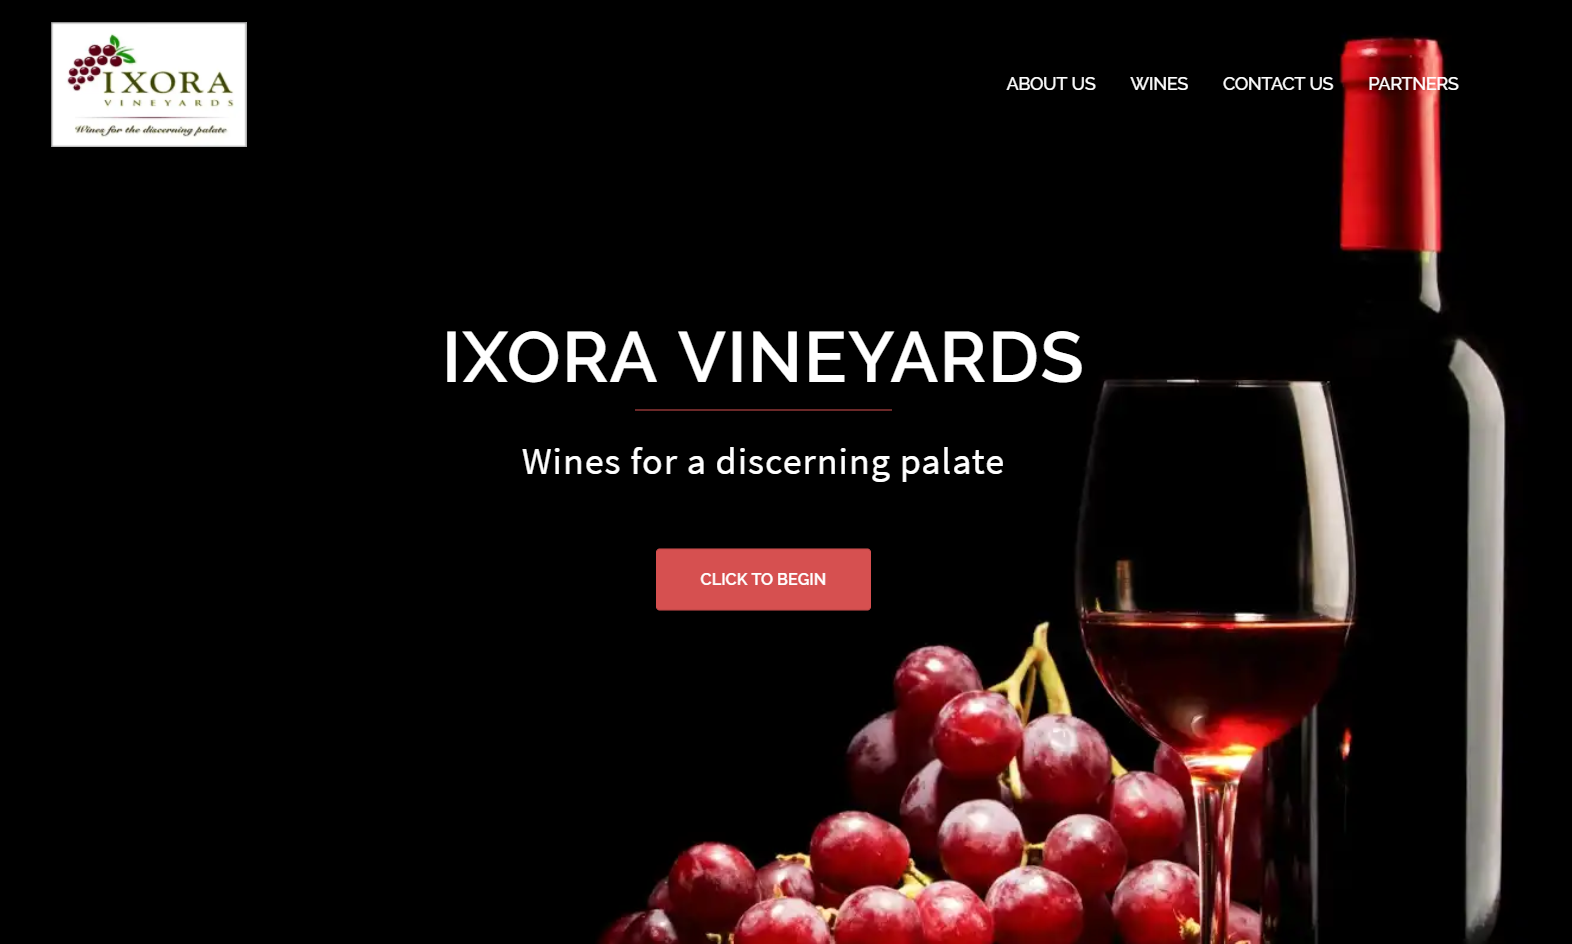 IXORA
VINEYARDS
Wines for the discerning palate
ABOUT US WINES CONTACT US PARTNERS
IXORA VINEYARDS
Wines for a discerning palate
CLICK TO BEGIN